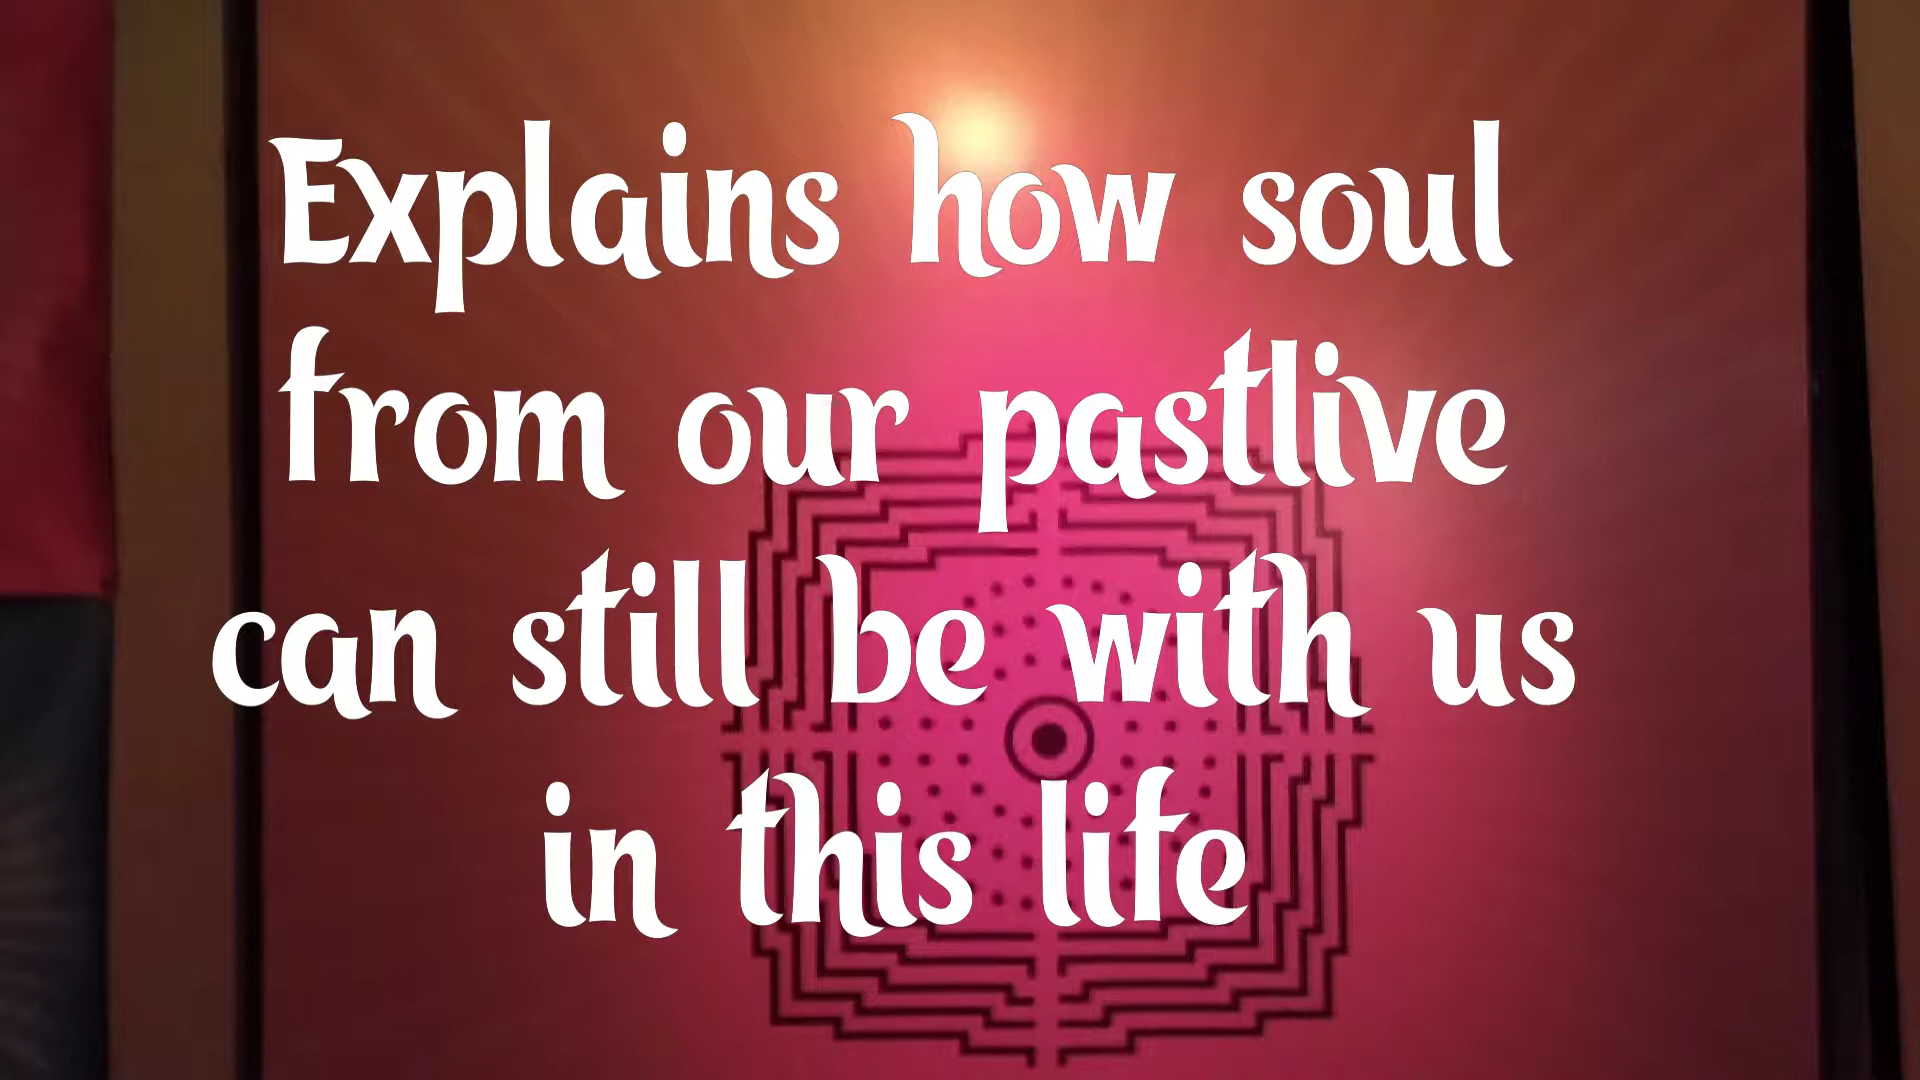 Explains how soul
from our pastlive
can still be with us
in this life